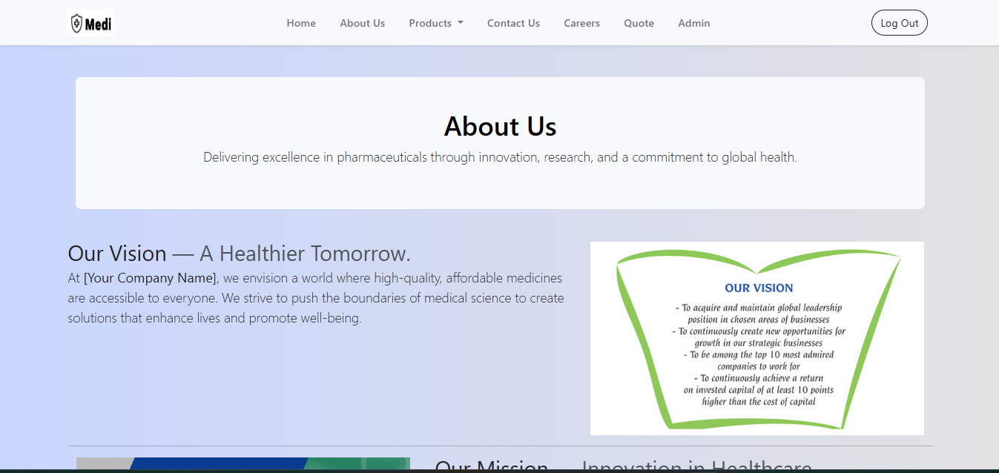 Medi
Home About Us Products Contact Us Careers Quote Admin Log Out
About Us
Delivering excellence in pharmaceuticals through innovation, research, and a commitment to global health.
Our Vision — A Healthier Tomorrow.
At [Your Company Name], we envision a world where high-quality, affordable medicines
are accessible to everyone. We strive to push the boundaries of medical science to create
solutions that enhance lives and promote well-being.
OUR VISION
- To acquire and maintain global leadership
position in chosen areas of businesses
- To continuously create new opportunities for
growth in our strategic businesses
- To be among the top 10 most admired
companies to work for
- To continuously achieve a return
on invested capital of at least 10 points
higher than the cost of capital
Our Mission — Innovation in Healthcare